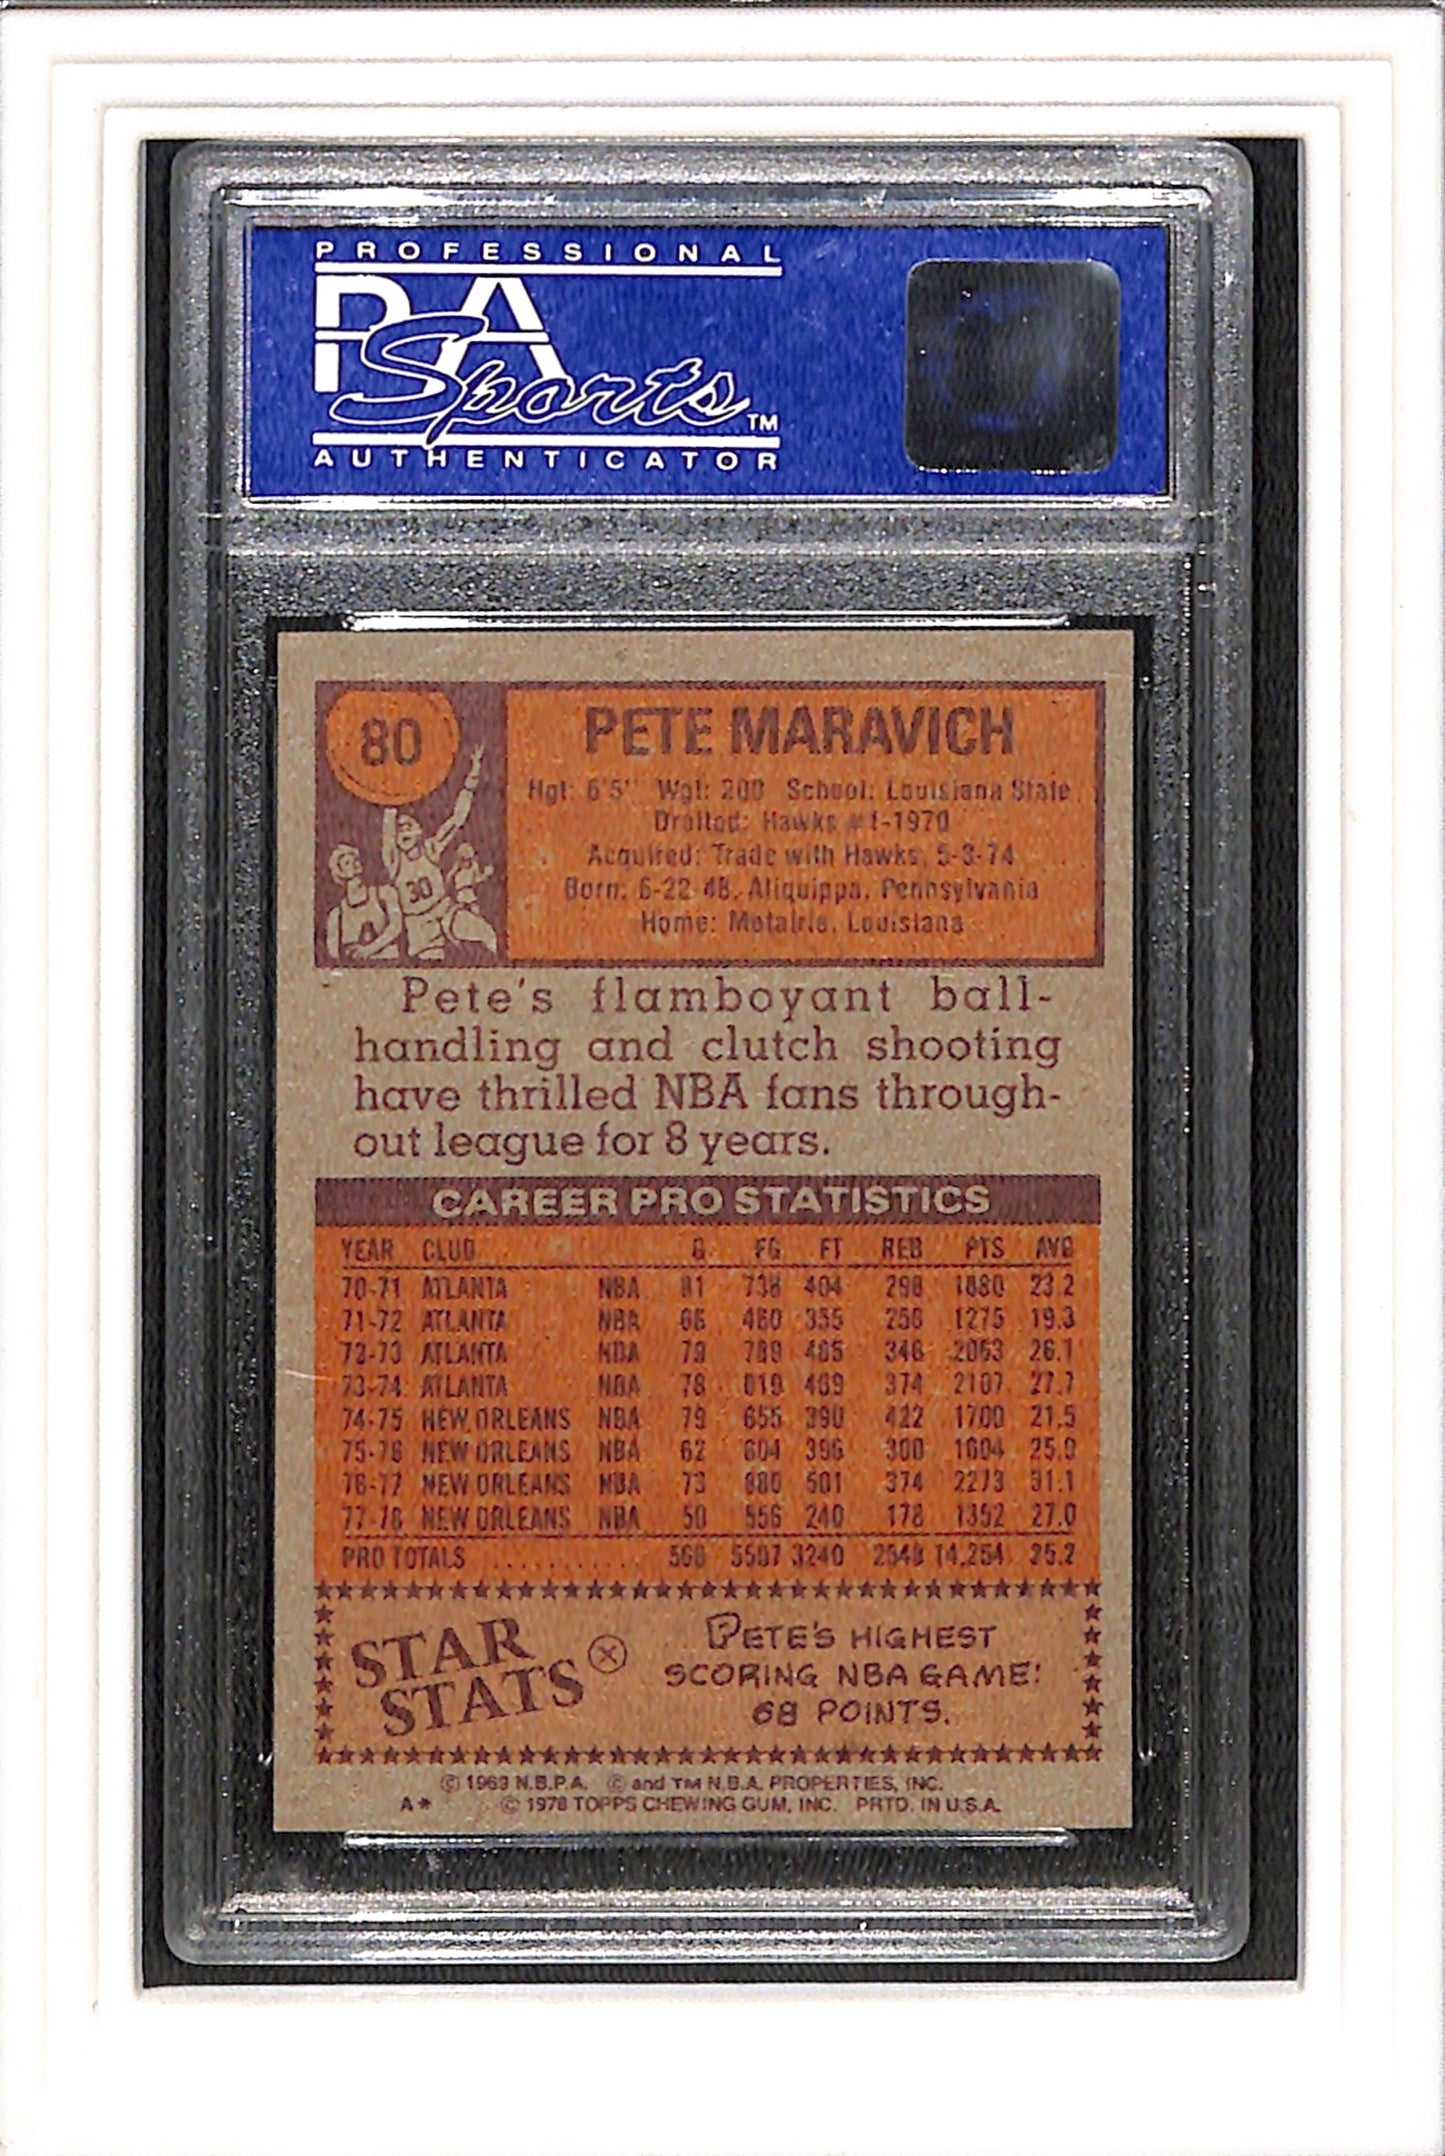 PROFESSIONAL
PSA
Sports™
AUTHENTICATOR
80
PETE MARAVICH
Hgt: 6'5" Wgt: 200 School: Louisiana State
Drafted: Hawks #1-1970
Acquired: Trade with Hawks, 5-3-74
Born: 6-22-48, Aliquippa, Pennsylvania
Home: Metairie, Louisiana
30
Pete's flamboyant ball-
handling and clutch shooting
have thrilled NBA fans through-
out league for 8 years.
CAREER PRO STATISTICS
YEAR CLUB G FG FT REB PTS AVG
70-71 ATLANTA NBA 81 738 404 298 1880 23.2
71-72 ATLANTA NBA 66 460 355 256 1275 19.3
72-73 ATLANTA NBA 79 789 485 346 2063 26.1
73-74 ATLANTA NBA 76 819 469 374 2107 27.7
74-75 NEW ORLEANS NBA 79 655 390 422 1700 21.5
75-76 NEW ORLEANS NBA 62 604 396 300 1604 25.9
76-77 NEW ORLEANS NBA 73 886 501 374 2273 31.1
77-78 NEW ORLEANS NBA 50 556 240 178 1352 27.0
PRO TOTALS .......... 566 5507 3240 2548 14,254 25.2
STAR
STATS
PETE'S HIGHEST
SCORING NBA GAME:
68 POINTS.
© 1969 N.B.P.A. © and TM N.B.A. PROPERTIES, INC.
A* © 1978 TOPPS CHEWING GUM, INC. PRTD. IN U.S.A.